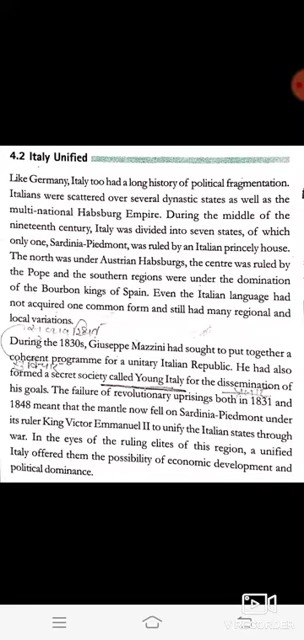 4.2 Italy Unified
Like Germany, Italy too had a long history of political fragmentation.
Italians were scattered over several dynastic states as well as the
multi-national Habsburg Empire. During the middle of the
nineteenth century, Italy was divided into seven states, of which
only one, Sardinia-Piedmont, was ruled by an Italian princely house.
The north was under Austrian Habsburgs, the centre was ruled by
the Pope and the southern regions were under the domination
of the Bourbon kings of Spain. Even the Italian language had
not acquired one common form and still had many regional and
local variations.
During the 1830s, Giuseppe Mazzini had sought to put together a
coherent programme for a unitary Italian Republic. He had also
formed a secret society called Young Italy for the dissemination of
his goals. The failure of revolutionary uprisings both in 1831 and
1848 meant that the mantle now fell on Sardinia-Piedmont under
its ruler King Victor Emmanuel II to unify the Italian states through
war. In the eyes of the ruling elites of this region, a unified
Italy offered them the possibility of economic development and
political dominance.
V RECORDER